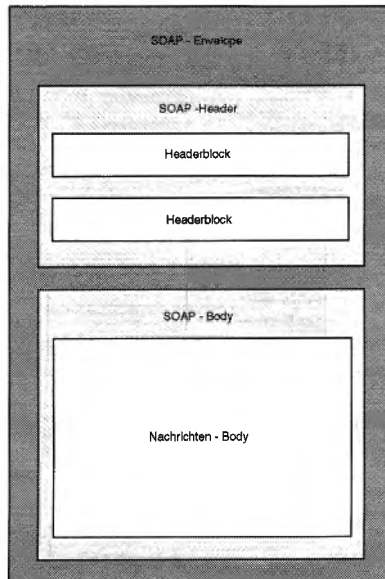 SOAP - Envelope
SOAP -Header
Headerblock
Headerblock
SOAP - Body
Nachrichten - Body